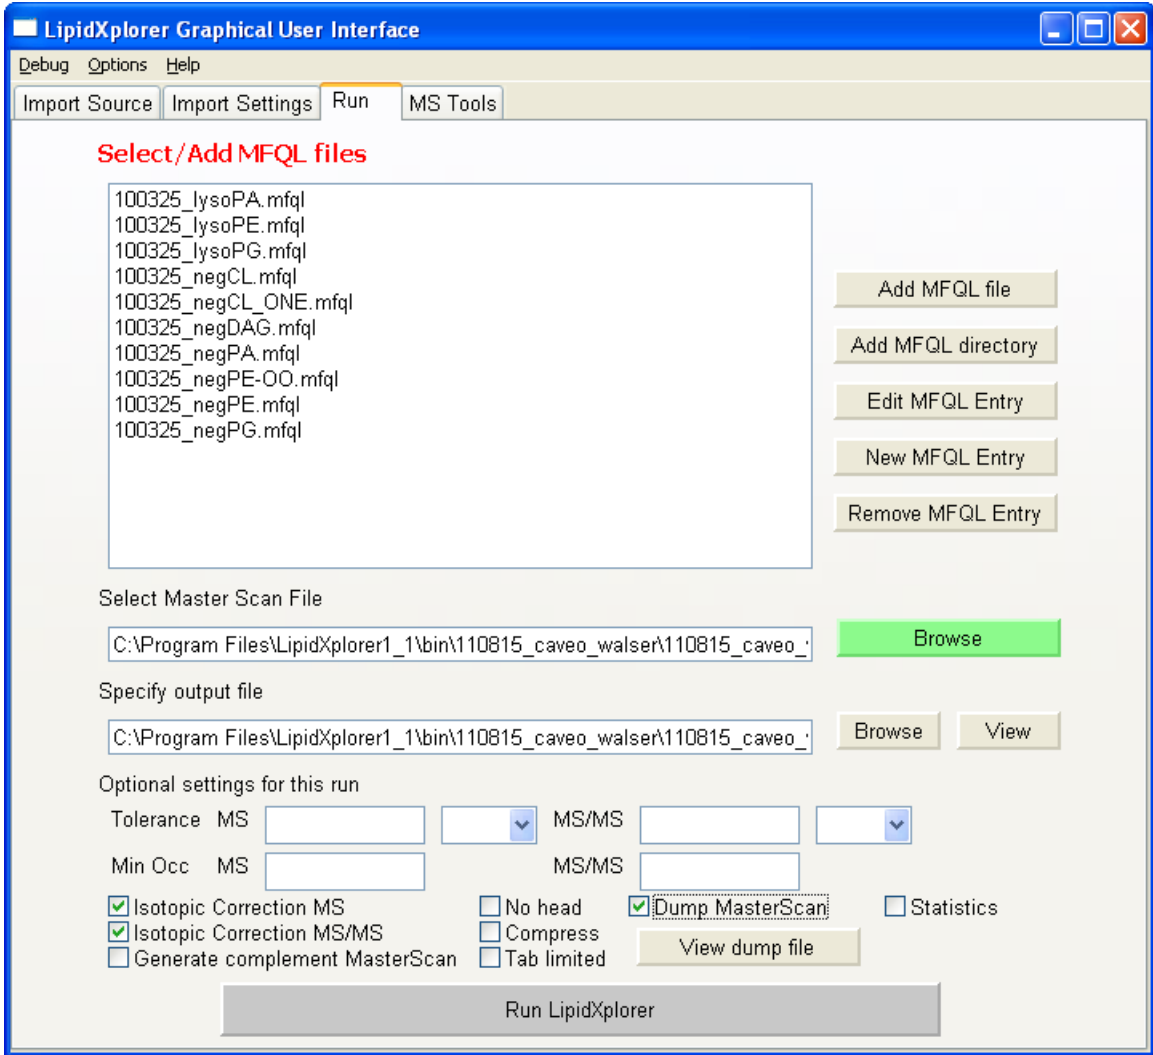 LipidXplorer Graphical User Interface
Debug Options Help
Import Source Import Settings Run MS Tools
Select/Add MFQL files
100325_lysoPA.mfql
100325_lysoPE.mfql
100325_lysoPG.mfql
100325_negCL.mfql
100325_negCL_ONE.mfql
100325_negDAG.mfql
100325_negPA.mfql
100325_negPE-OO.mfql
100325_negPE.mfql
100325_negPG.mfql
Add MFQL file
Add MFQL directory
Edit MFQL Entry
New MFQL Entry
Remove MFQL Entry
Select Master Scan File
C:\Program Files\LipidXplorer1_1\bin\110815_caveo_walser\110815_caveo_ Browse
Specify output file
C:\Program Files\LipidXplorer1_1\bin\110815_caveo_walser\110815_caveo_ Browse View
Optional settings for this run
Tolerance MS MS/MS
Min Occ MS MS/MS
Isotopic Correction MS No head Dump MasterScan Statistics
Isotopic Correction MS/MS Compress View dump file
Generate complement MasterScan Tab limited
Run LipidXplorer